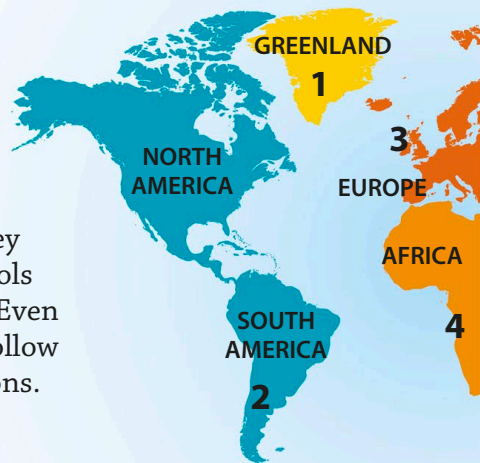 GREENLAND
1
3
NORTH
AMERICA
EUROPE
AFRICA
SOUTH
AMERICA
4
2
ey
ols
Even
ollow
ons.